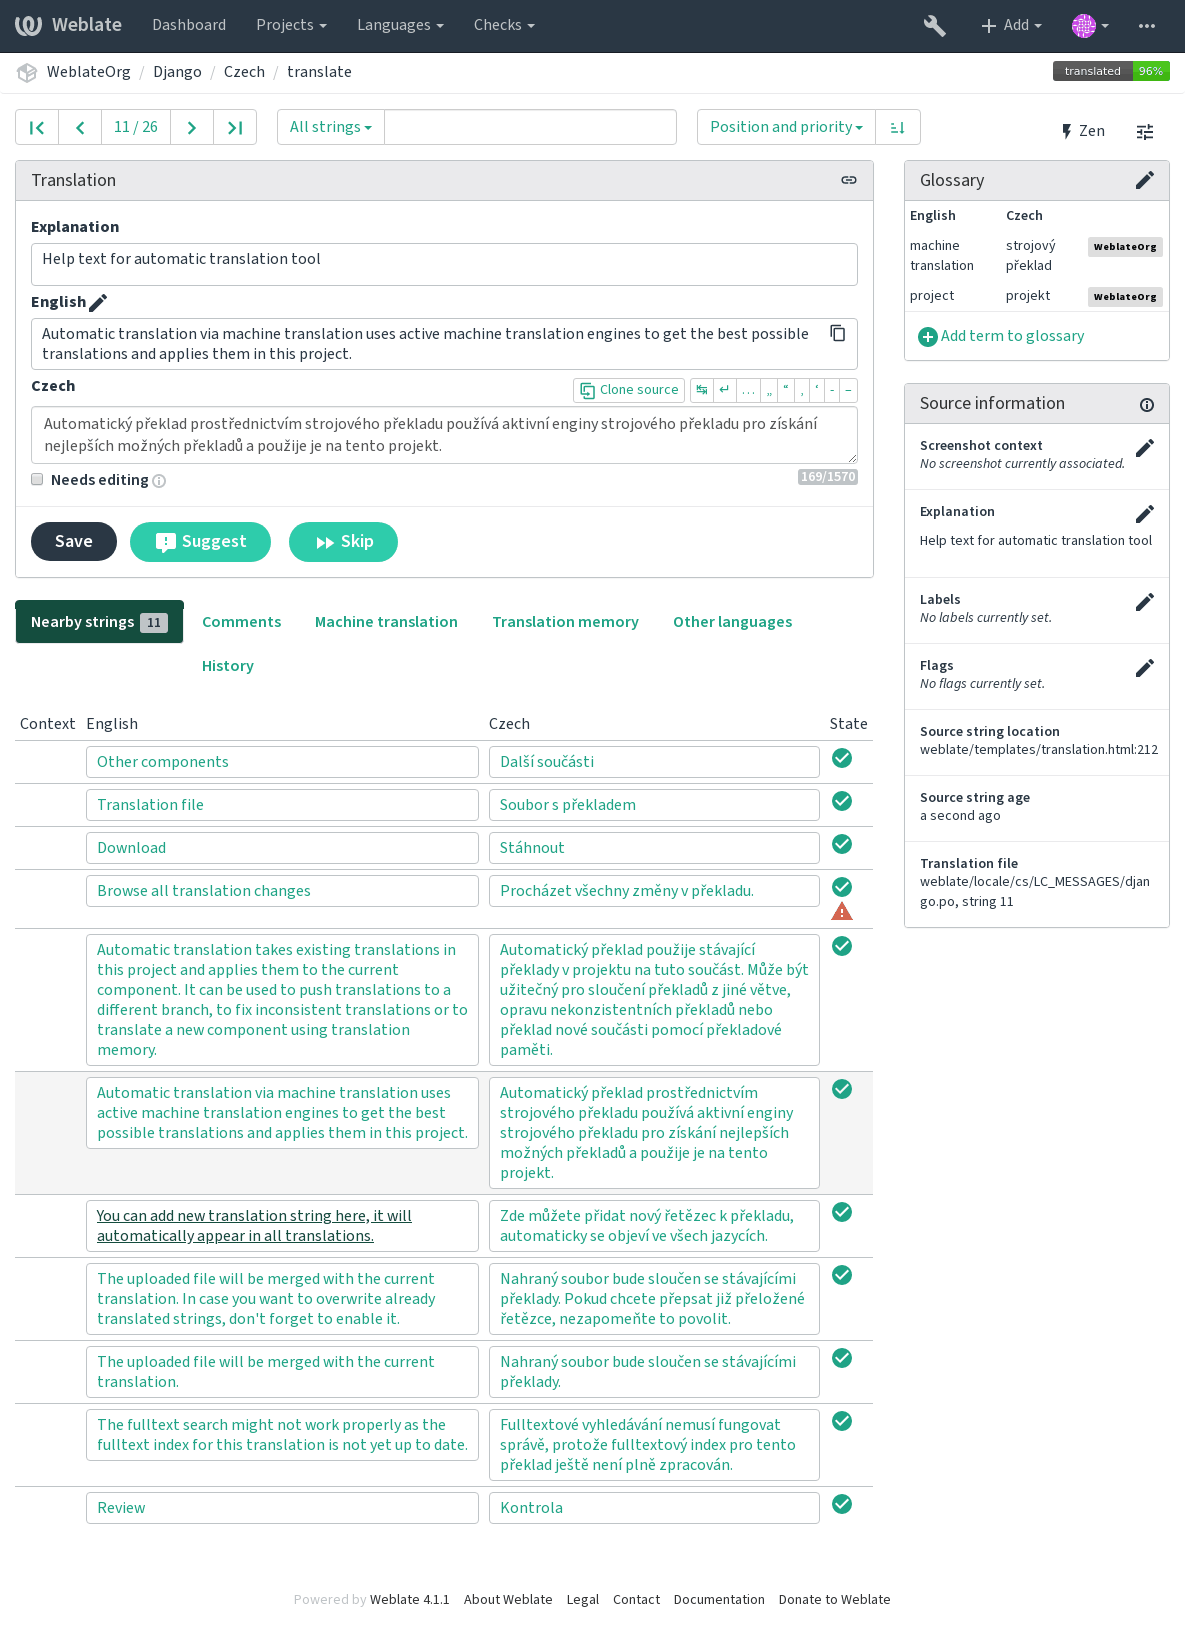 Weblate Dashboard Projects Languages Checks Add
WeblateOrg / Django / Czech / translate translated 96%
11 / 26 All strings Position and priority Zen
Translation
Explanation
Help text for automatic translation tool
English
Automatic translation via machine translation uses active machine translation engines to get the best possible
translations and applies them in this project.
Czech Clone source ↹ ↵ … „ “ ‚ ‘ - –
Automatický překlad prostřednictvím strojového překladu používá aktivní enginy strojového překladu pro získání
nejlepších možných překladů a použije je na tento projekt.
Needs editing 169/1570
Save Suggest Skip
Glossary
English Czech
machine strojový WeblateOrg
translation překlad
project projekt WeblateOrg
Add term to glossary
Source information
Screenshot context
No screenshot currently associated.
Explanation
Help text for automatic translation tool
Labels
No labels currently set.
Flags
No flags currently set.
Source string location
weblate/templates/translation.html:212
Source string age
a second ago
Translation file
weblate/locale/cs/LC_MESSAGES/djan
go.po, string 11
Nearby strings 11 Comments Machine translation Translation memory Other languages
History
Context English Czech State
Other components Další součásti
Translation file Soubor s překladem
Download Stáhnout
Browse all translation changes Procházet všechny změny v překladu.
Automatic translation takes existing translations in
this project and applies them to the current
component. It can be used to push translations to a
different branch, to fix inconsistent translations or to
translate a new component using translation
memory.
Automatický překlad použije stávající
překlady v projektu na tuto součást. Může být
užitečný pro sloučení překladů z jiné větve,
opravu nekonzistentních překladů nebo
překlad nové součásti pomocí překladové
paměti.
Automatic translation via machine translation uses
active machine translation engines to get the best
possible translations and applies them in this project.
Automatický překlad prostřednictvím
strojového překladu používá aktivní enginy
strojového překladu pro získání nejlepších
možných překladů a použije je na tento
projekt.
You can add new translation string here, it will
automatically appear in all translations.
Zde můžete přidat nový řetězec k překladu,
automaticky se objeví ve všech jazycích.
The uploaded file will be merged with the current
translation. In case you want to overwrite already
translated strings, don't forget to enable it.
Nahraný soubor bude sloučen se stávajícími
překlady. Pokud chcete přepsat již přeložené
řetězce, nezapomeňte to povolit.
The uploaded file will be merged with the current
translation.
Nahraný soubor bude sloučen se stávajícími
překlady.
The fulltext search might not work properly as the
fulltext index for this translation is not yet up to date.
Fulltextové vyhledávání nemusí fungovat
správě, protože fulltextový index pro tento
překlad ještě není plně zpracován.
Review Kontrola
Powered by Weblate 4.1.1 About Weblate Legal Contact Documentation Donate to Weblate